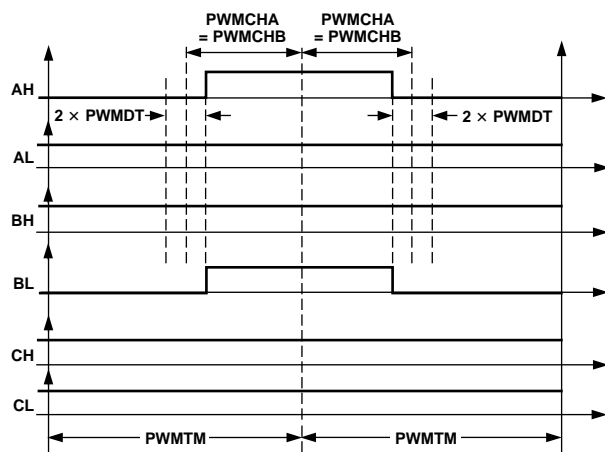 PWMCHA PWMCHA
= PWMCHB = PWMCHB
AH
2 × PWMDT 2 × PWMDT
AL
BH
BL
CH
CL
PWMTM PWMTM